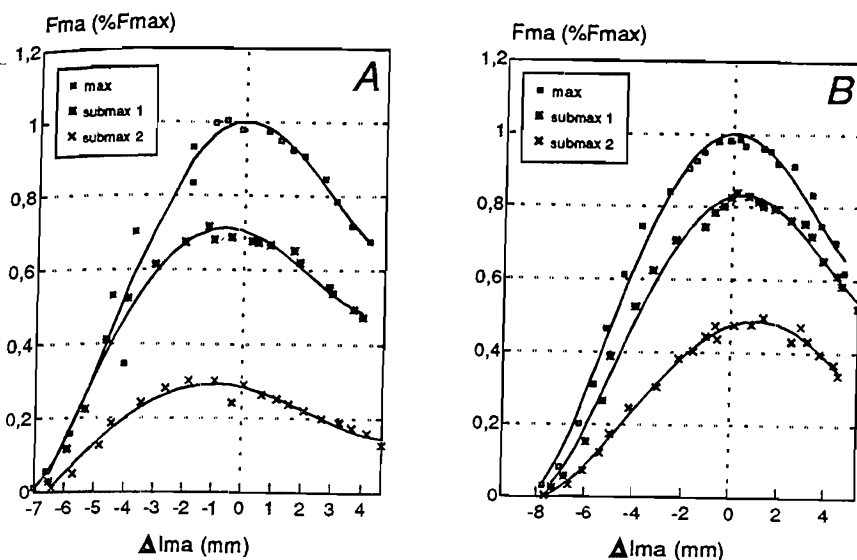 Fma (%Fmax)
A
1,2
1
0,8
0,6
0,4
0,2
0
max
submax 1
submax 2
-7 -6 -5 -4 -3 -2 -1 0 1 2 3 4
Δlma (mm)
Fma (%Fmax)
B
1,2
1
0,8
0,6
0,4
0,2
0
max
submax 1
submax 2
-8 -6 -4 -2 0 2 4
Δlma (mm)